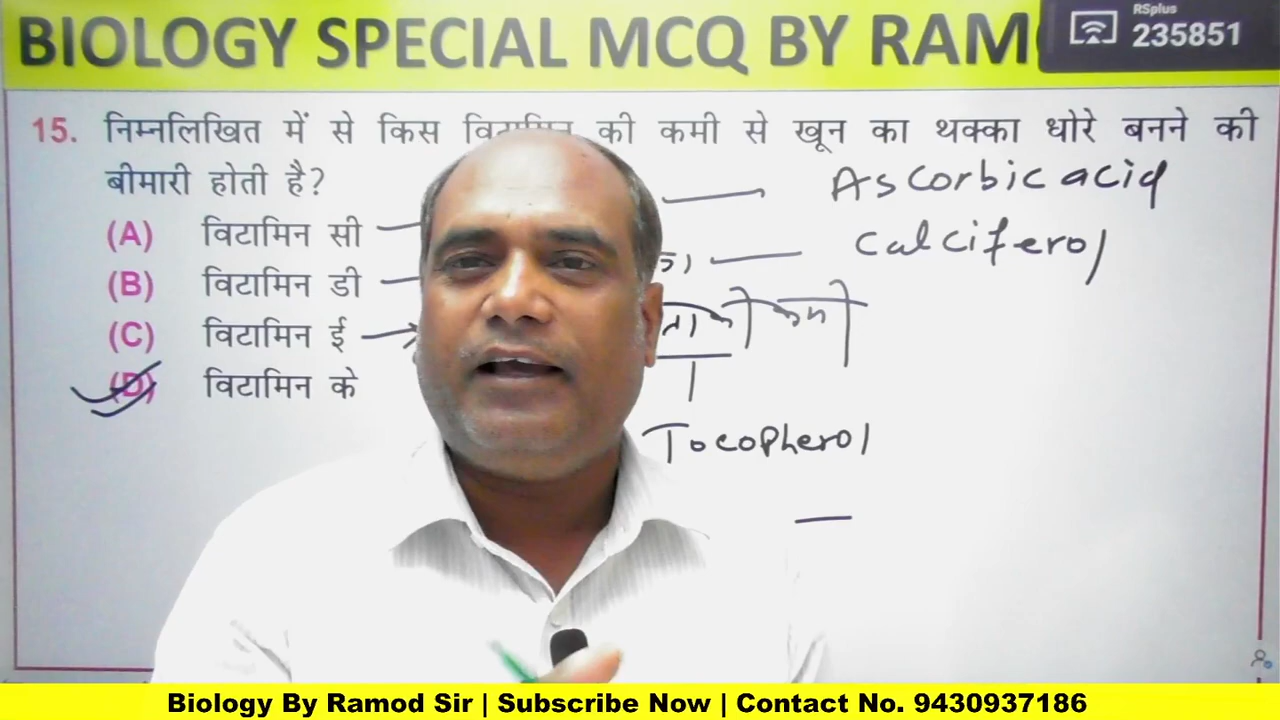 BIOLOGY SPECIAL MCQ BY RAM
RSplus
235851
15. निम्नलिखित में से किस विटामिन की कमी से खून का थक्का धीरे बनने की
बीमारी होती है?
Ascorbic acid
(A) विटामिन सी
Calciferol
(B) विटामिन डी
(C) विटामिन ई
(D) विटामिन के
Tocopherol
Biology By Ramod Sir | Subscribe Now | Contact No. 9430937186